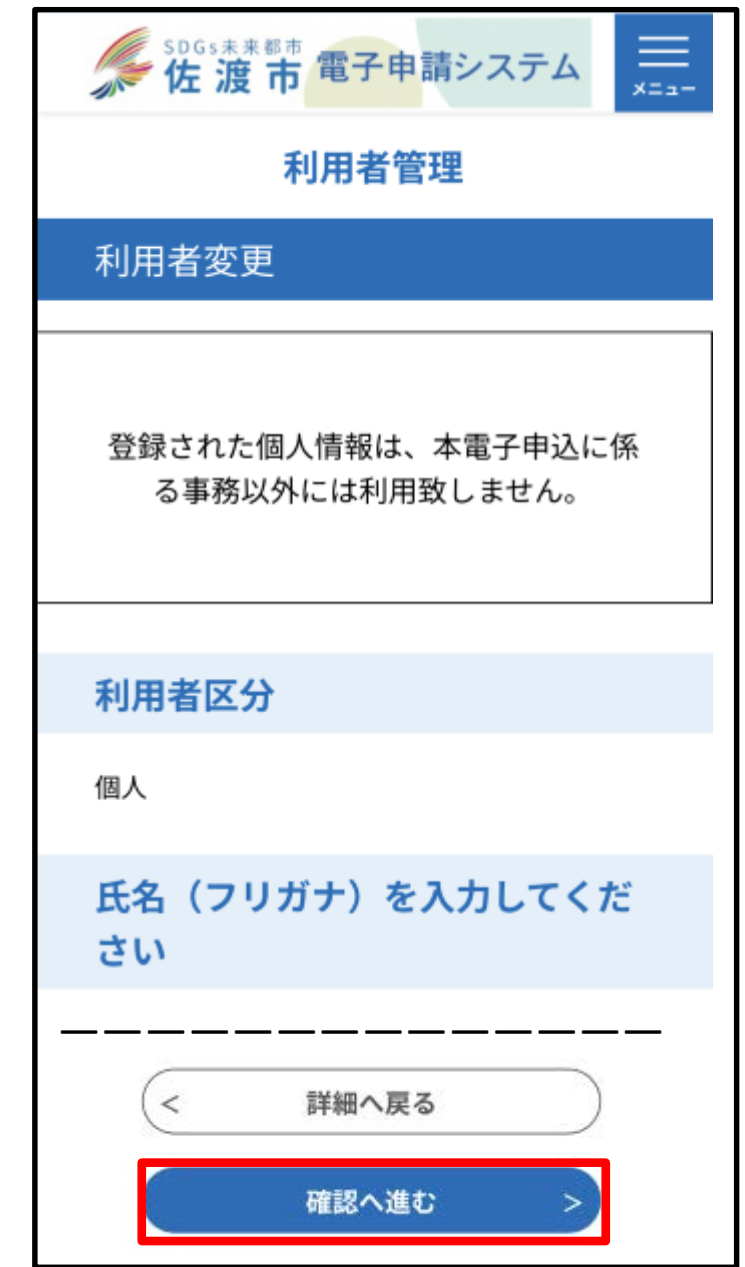 SDGs未来都市
佐渡市 電子申請システム
メニュー
利用者管理
利用者変更
登録された個人情報は、本電子申込に係
る事務以外には利用致しません。
利用者区分
個人
氏名（フリガナ）を入力してくだ
さい
< 詳細へ戻る
確認へ進む >